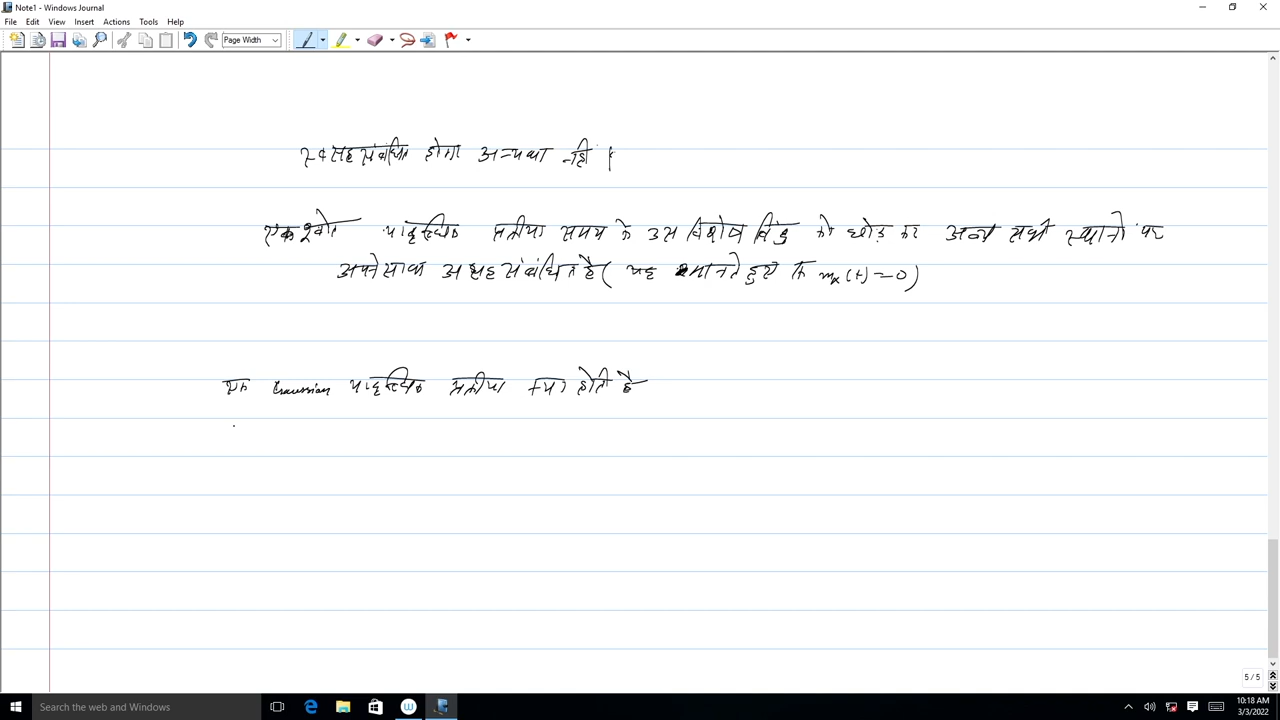 Note1 - Windows Journal
File Edit View Insert Actions Tools Help
Page Width
स्वसहसंबंधित होगा अन्यथा नहीं |
एक श्वेत यादृच्छिक प्रक्रिया समय के उस विशेष बिंदु को छोड़ कर अन्य सभी स्थानों पर
अपने साथ असहसंबंधित है ( यह मानते हुए कि mx(t) = 0 )
एक Gaussian यादृच्छिक प्रक्रिया क्या होती है
5 / 5
Search the web and Windows
10:18 AM
3/3/2022